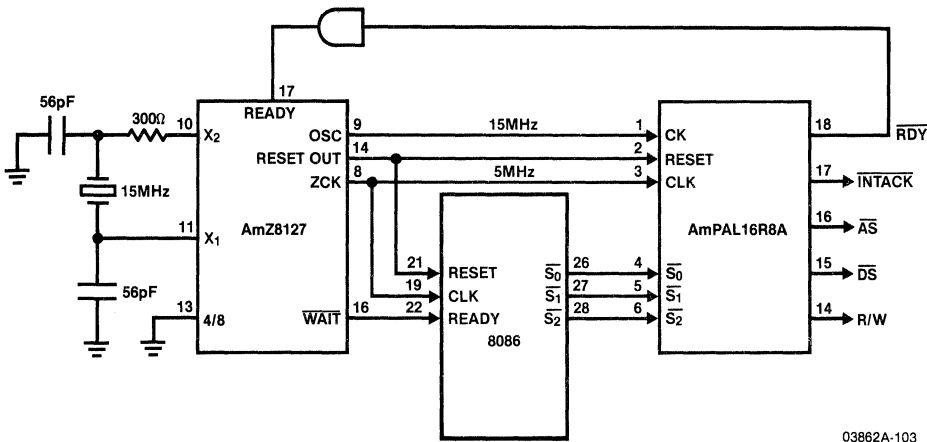 56pF
300Ω
10
X2
17
READY
OSC
9
15MHz
1
CK
18
RDY
RESET OUT
14
2
RESET
ZCK
8
5MHz
3
CLK
17
INTACK
15MHz
AmZ8127
AmPAL16R8A
16
AS
11
X1
21
RESET
S0
26
4
S0
15
DS
56pF
19
CLK
S1
27
5
S1
13
4/8
WAIT
16
22
READY
S2
28
6
S2
14
R/W
8086
03862A-103